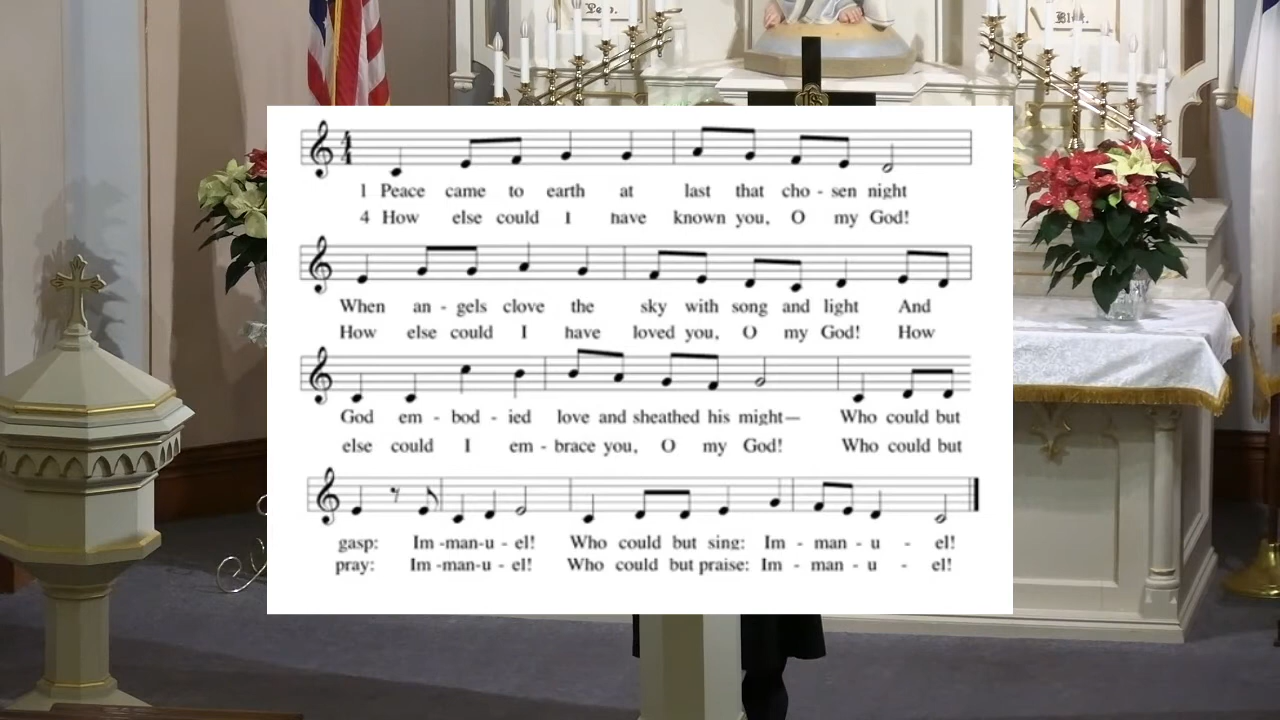 IHS
4
4
1 Peace came to earth at last that cho - sen night
4 How else could I have known you, O my God!
When an - gels clove the sky with song and light And
How else could I have loved you, O my God! How
God em - bod - ied love and sheathed his might— Who could but
else could I em - brace you, O my God! Who could but
gasp: Im -man-u - el! Who could but sing: Im - man - u - el!
pray: Im -man-u - el! Who could but praise: Im - man - u - el!